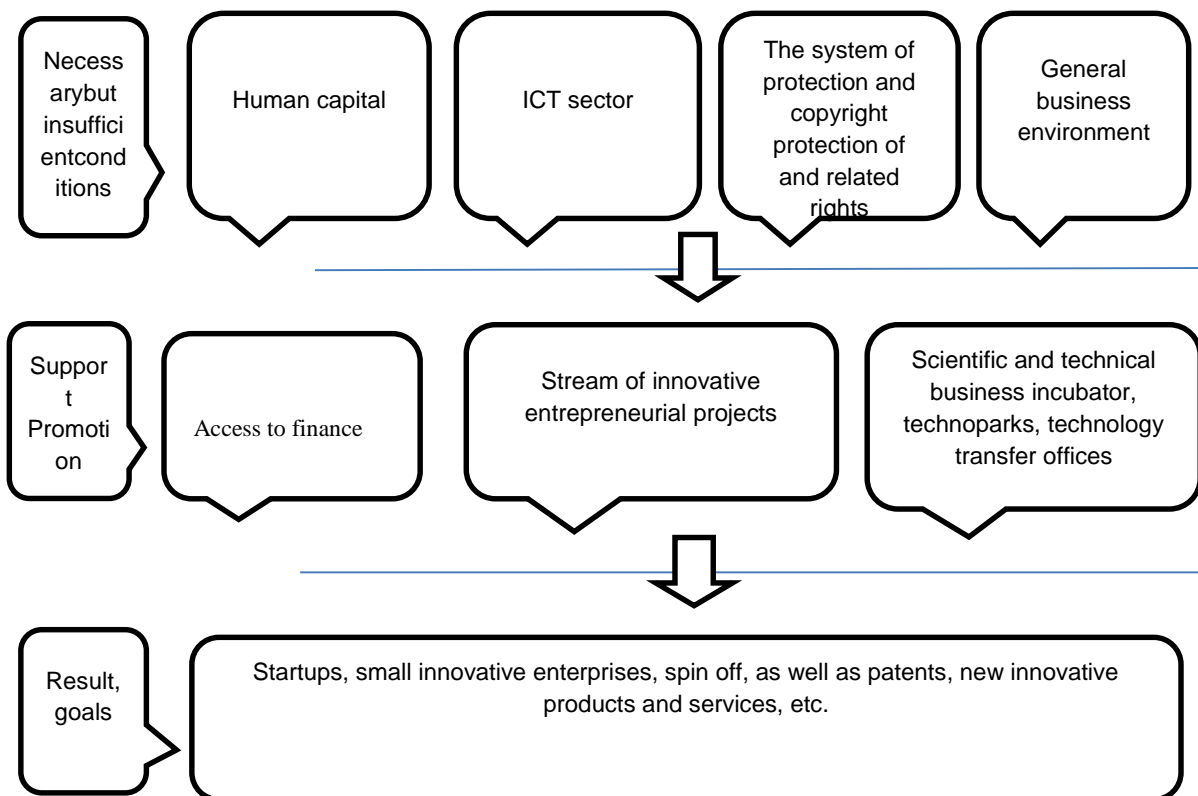 Necess
arybut
insuffici
entcond
itions
Human capital
ICT sector
The system of
protection and
copyright
protection of
and related
rights
General
business
environment
Suppor
t
Promoti
on
Access to finance
Stream of innovative
entrepreneurial projects
Scientific and technical
business incubator,
technoparks, technology
transfer offices
Result,
goals
Startups, small innovative enterprises, spin off, as well as patents, new innovative
products and services, etc.